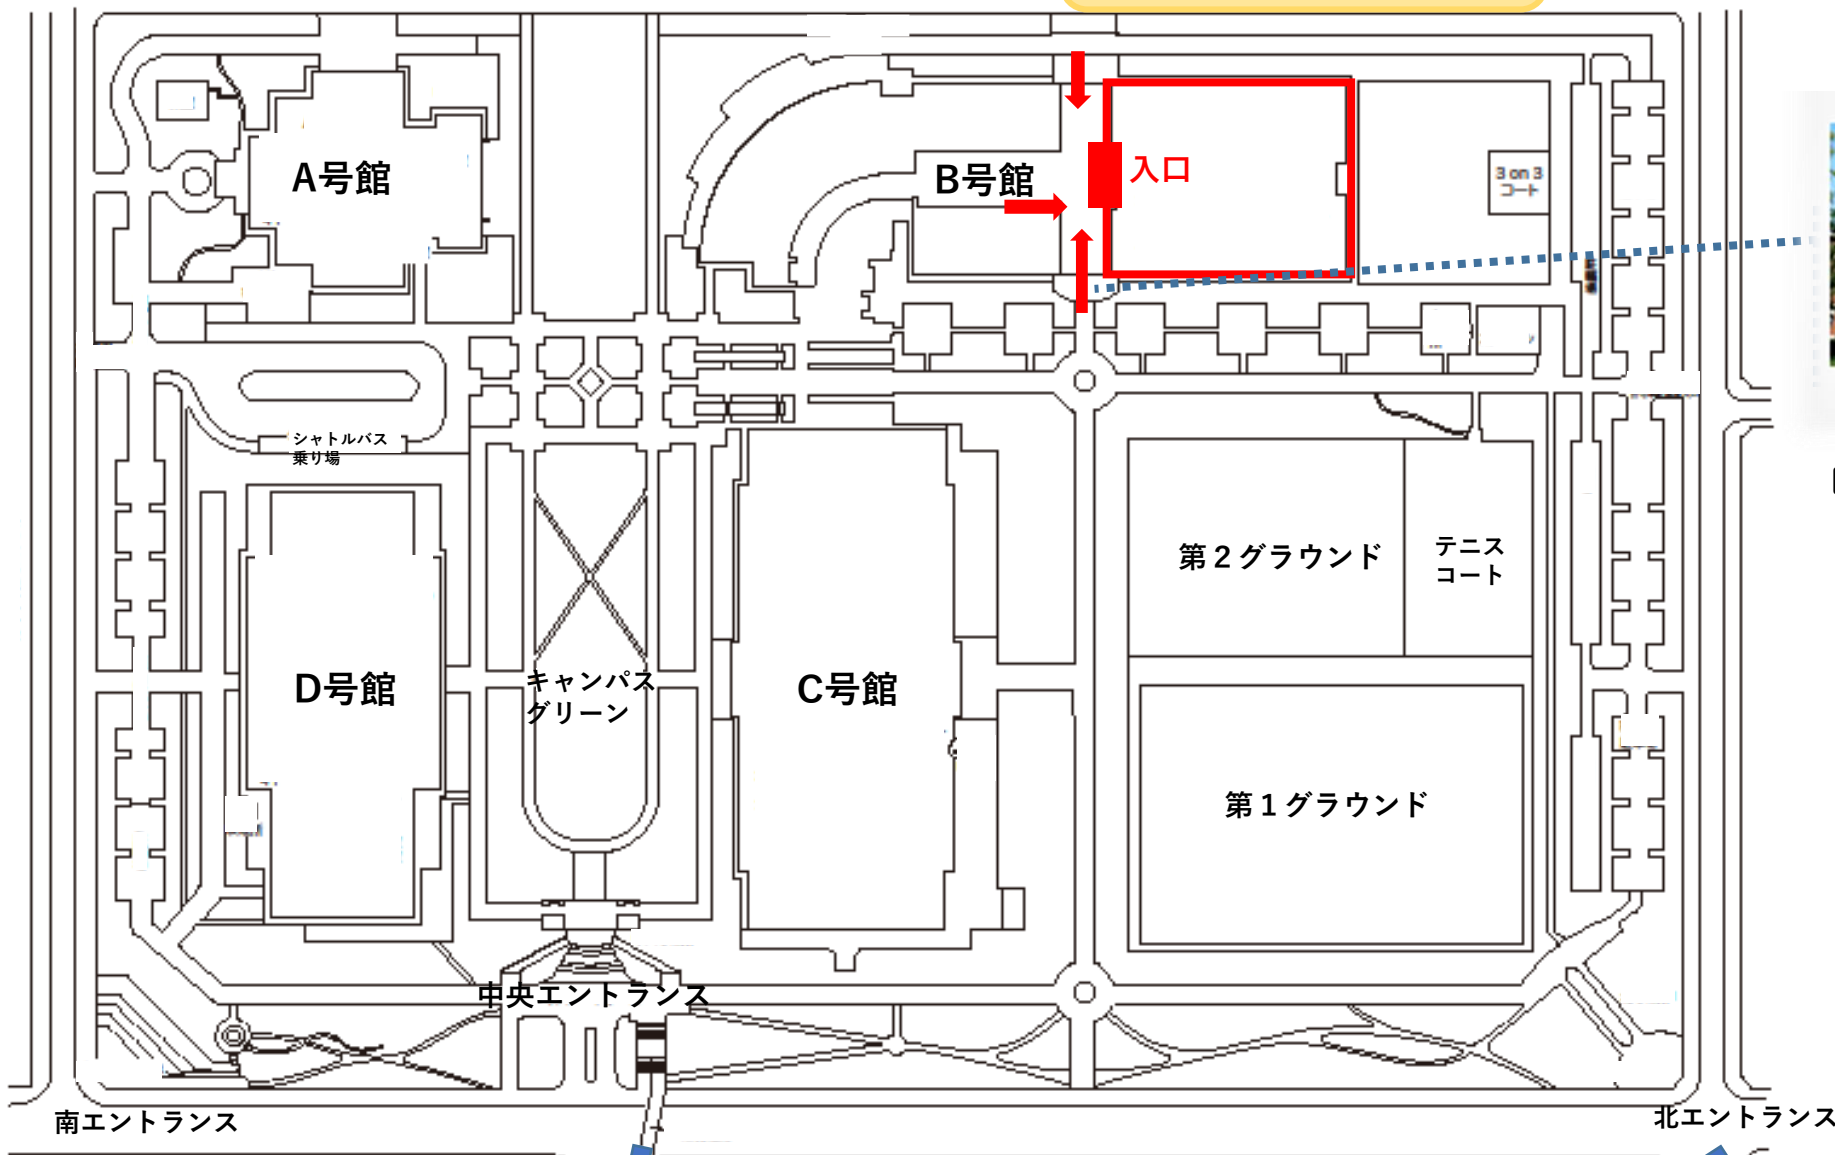 A号館
B号館
入口
3 on 3
コート
シャトルバス
乗り場
第２グラウンド
テニス
コート
D号館
キャンパス
グリーン
C号館
第１グラウンド
中央エントランス
南エントランス
北エントランス